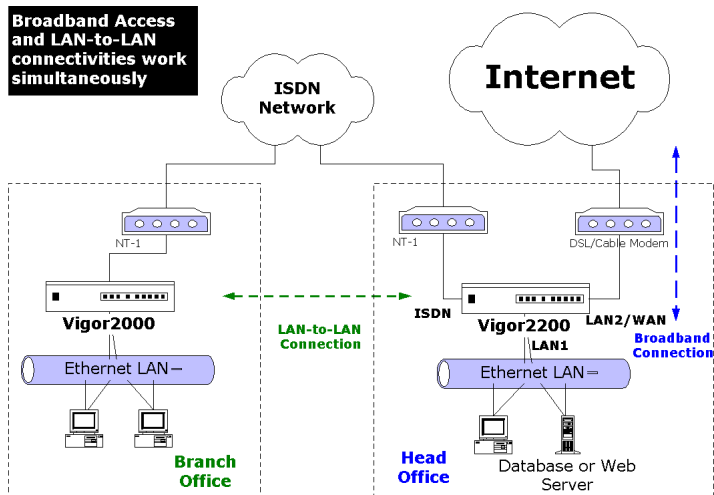 Broadband Access
and LAN-to-LAN
connectivities work
simultaneously
ISDN
Network
Internet
NT-1
NT-1
DSL/Cable Modem
Vigor2000
LAN-to-LAN
Connection
ISDN
Vigor2200
LAN2/WAN
LAN1
Broadband
Connection
Ethernet LAN
Ethernet LAN
Branch
Office
Head
Office
Database or Web
Server